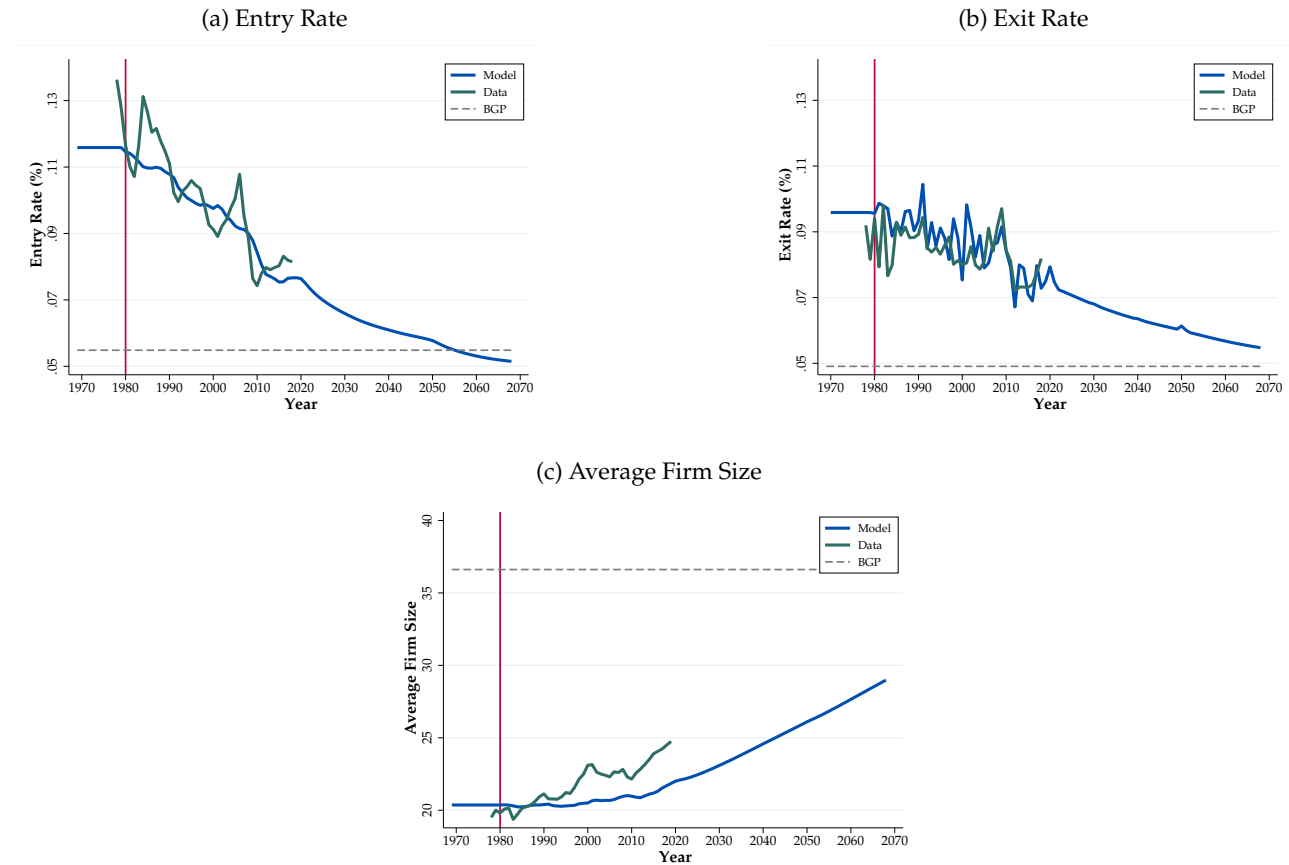 (a) Entry Rate
Entry Rate (%)
.13
.11
.09
.07
.05
Model
Data
BGP
1970 1980 1990 2000 2010 2020 2030 2040 2050 2060 2070
Year
(b) Exit Rate
Exit Rate (%)
.13
.11
.09
.07
.05
Model
Data
BGP
1970 1980 1990 2000 2010 2020 2030 2040 2050 2060 2070
Year
(c) Average Firm Size
Average Firm Size
40
35
30
25
20
Model
Data
BGP
1970 1980 1990 2000 2010 2020 2030 2040 2050 2060 2070
Year